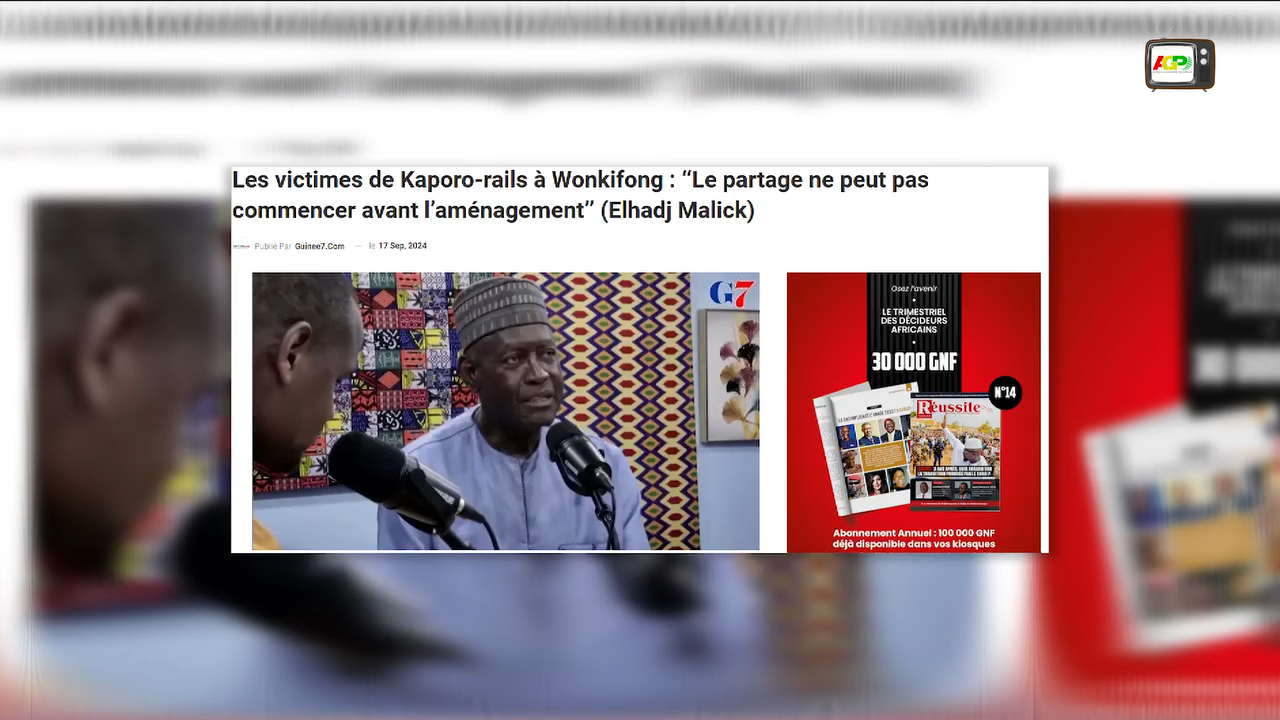 AGP
Les victimes de Kaporo-rails à Wonkifong : “Le partage ne peut pas
commencer avant l’aménagement” (Elhadj Malick)
Publié Par Guinee7.Com — le 17 Sep, 2024
G7
Osez l'avenir
LE TRIMESTRIEL
DES DÉCIDEURS
AFRICAINS
30 000 GNF
N°14
Réussite
Abonnement Annuel : 100 000 GNF
déjà disponible dans vos kiosques